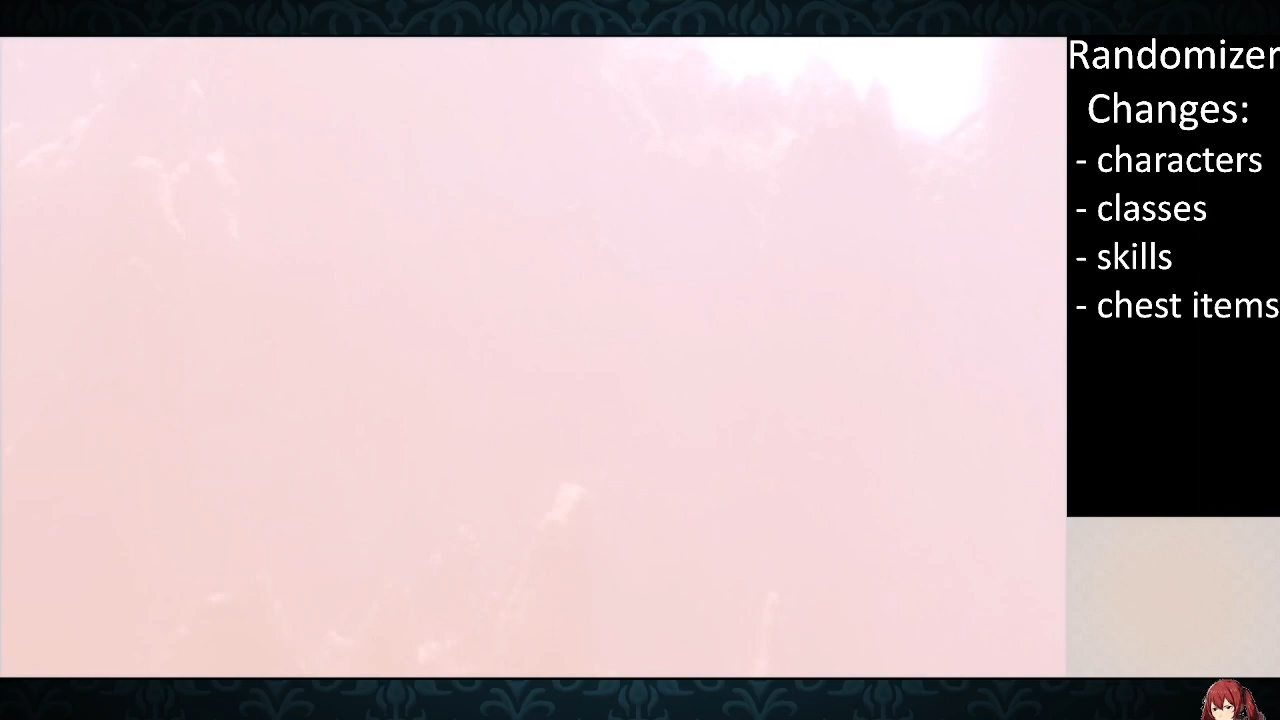 Randomizer
Changes:
- characters
- classes
- skills
- chest items